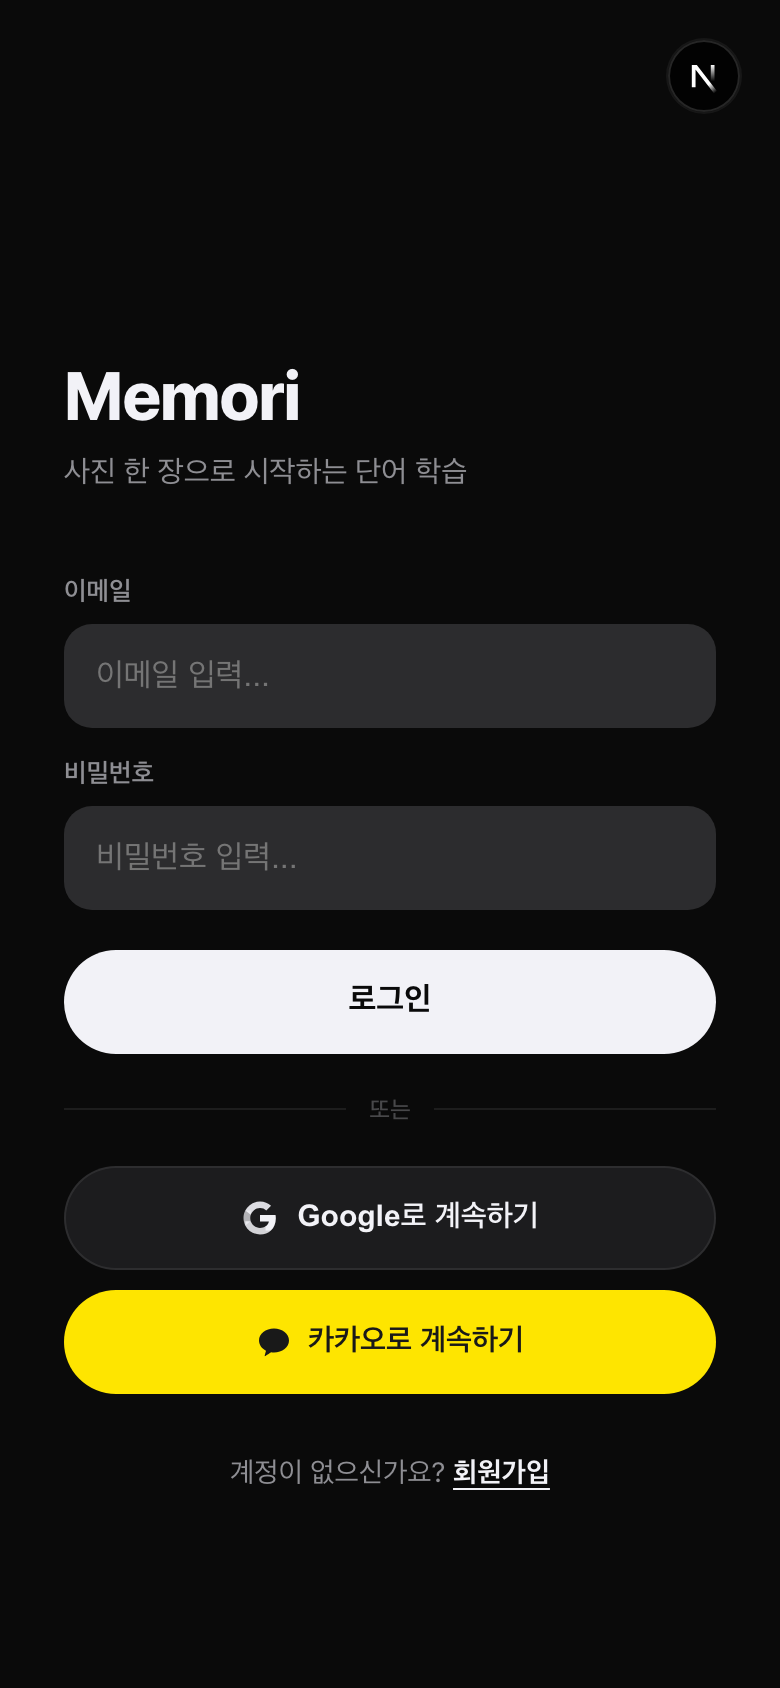 N
Memori
사진 한 장으로 시작하는 단어 학습
이메일
이메일 입력...
비밀번호
비밀번호 입력...
로그인
또는
G Google로 계속하기
카카오로 계속하기
계정이 없으신가요? 회원가입